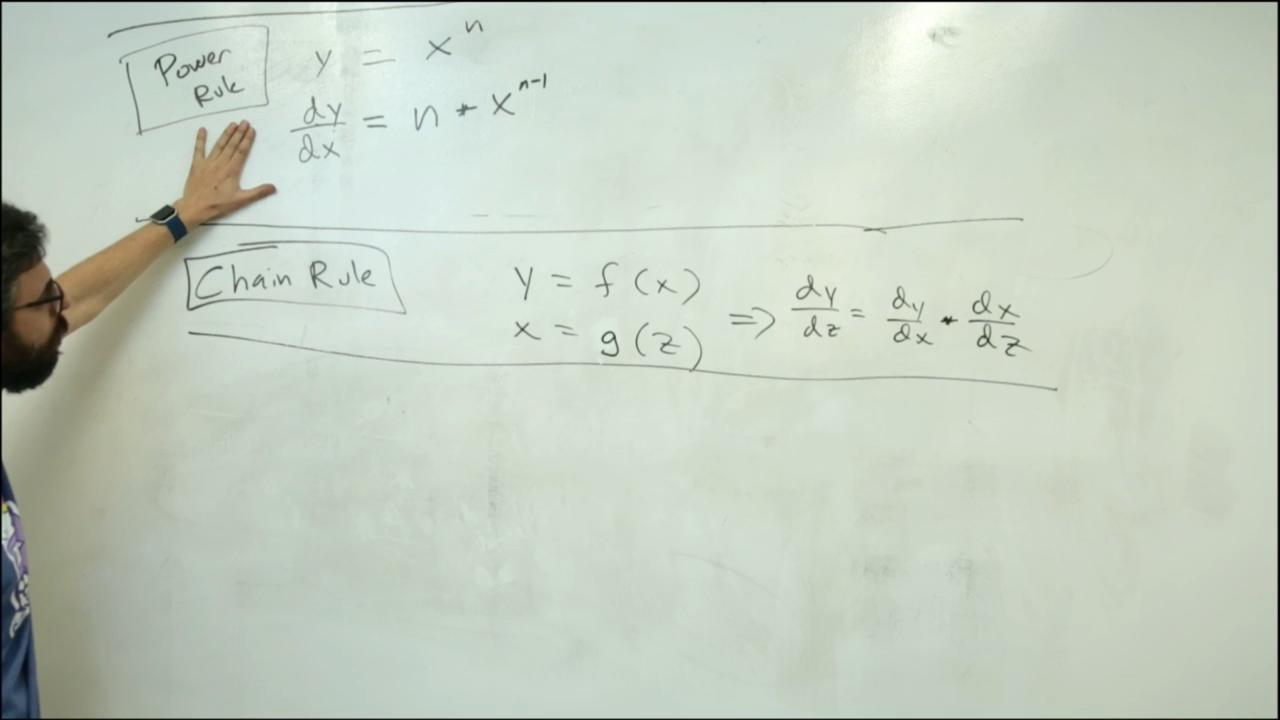 Power Rule
y = x^n
dy/dx = n * x^(n-1)
Chain Rule
y = f(x)
x = g(z)
=> dy/dz = dy/dx * dx/dz